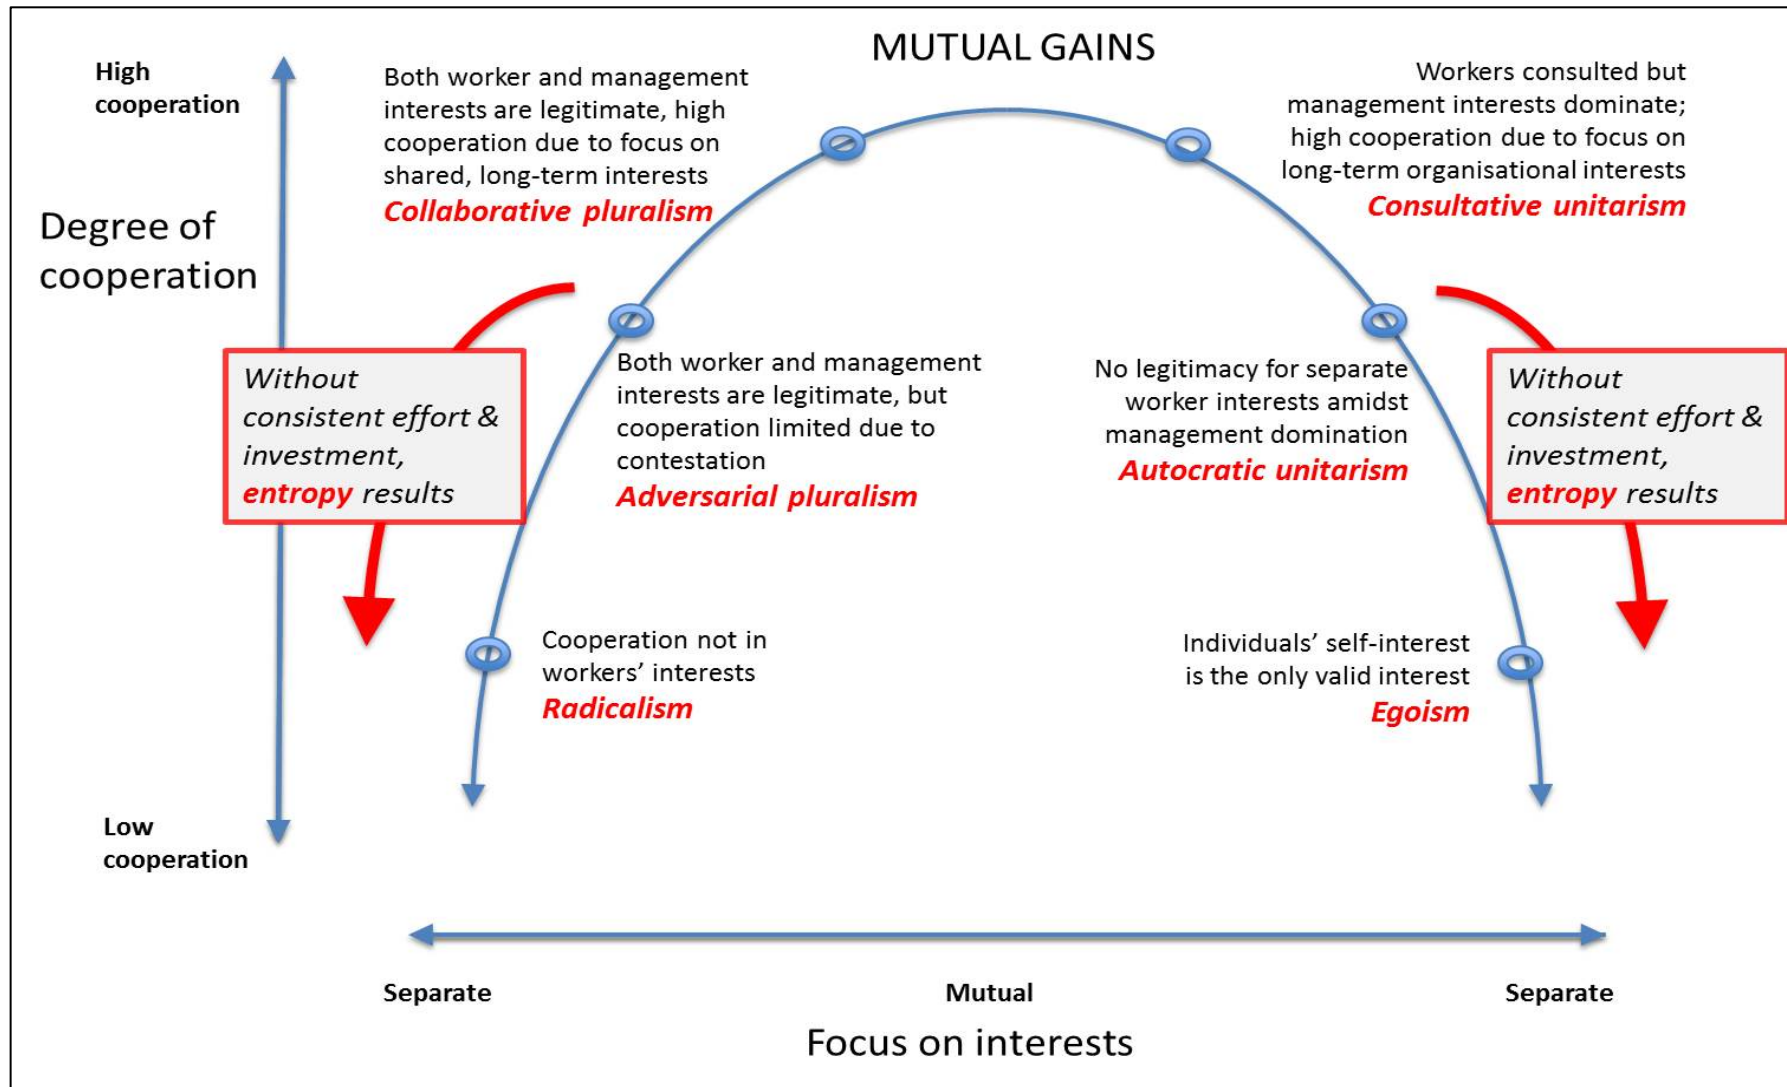 MUTUAL GAINS
High
cooperation
Degree of
cooperation
Low
cooperation
Both worker and management
interests are legitimate, high
cooperation due to focus on
shared, long-term interests
Collaborative pluralism
Workers consulted but
management interests dominate;
high cooperation due to focus on
long-term organisational interests
Consultative unitarism
Without
consistent effort &
investment,
entropy results
Both worker and management
interests are legitimate, but
cooperation limited due to
contestation
Adversarial pluralism
No legitimacy for separate
worker interests amidst
management domination
Autocratic unitarism
Without
consistent effort &
investment,
entropy results
Cooperation not in
workers’ interests
Radicalism
Individuals’ self-interest
is the only valid interest
Egoism
Separate
Mutual
Separate
Focus on interests